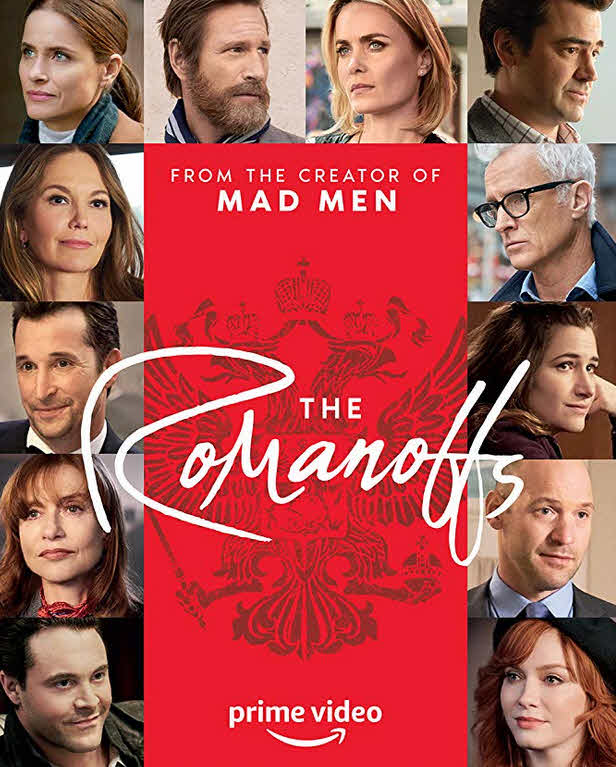 FROM THE CREATOR OF
MAD MEN
THE
Romanoffs
prime video